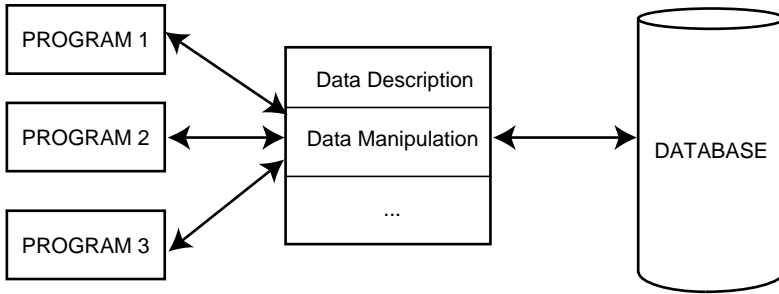 PROGRAM 1
PROGRAM 2
PROGRAM 3
Data Description
Data Manipulation
...
DATABASE